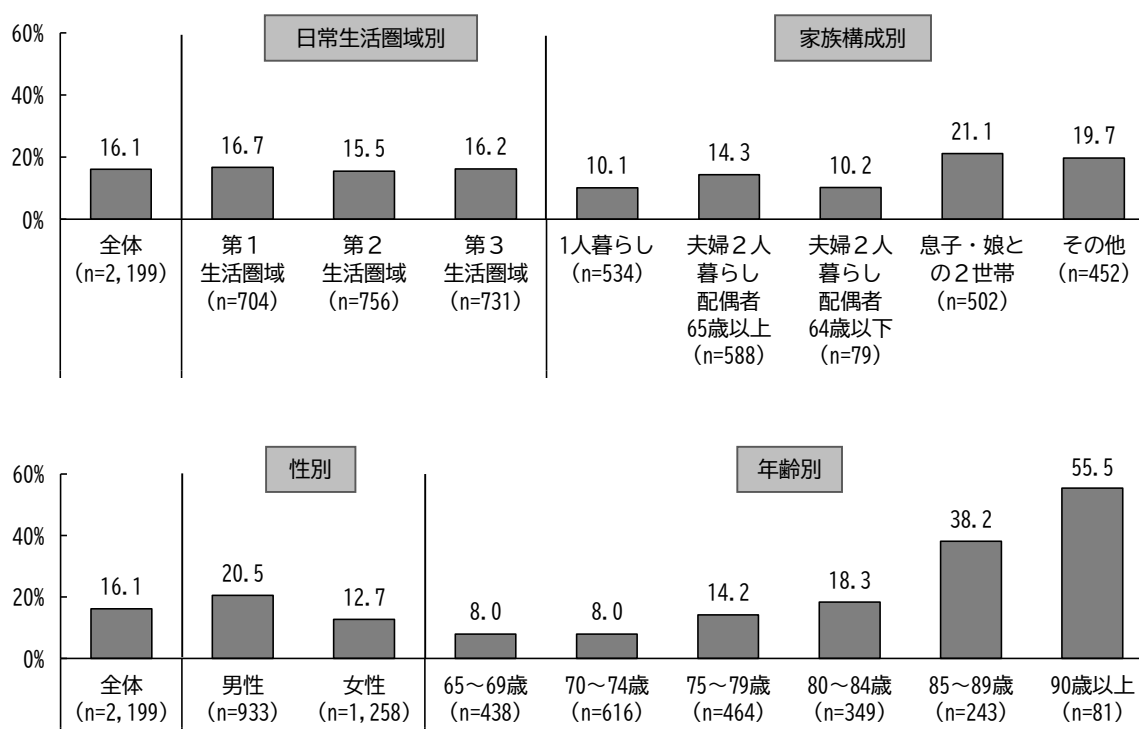 日常生活圏域別
家族構成別
60%
40%
20%
0%
16.1
16.7
15.5
16.2
10.1
14.3
10.2
21.1
19.7
全体
(n=2,199)
第1
生活圏域
(n=704)
第2
生活圏域
(n=756)
第3
生活圏域
(n=731)
1人暮らし
(n=534)
夫婦2人
暮らし
配偶者
65歳以上
(n=588)
夫婦2人
暮らし
配偶者
64歳以下
(n=79)
息子・娘と
の2世帯
(n=502)
その他
(n=452)
性別
年齢別
60%
40%
20%
0%
16.1
20.5
12.7
8.0
8.0
14.2
18.3
38.2
55.5
全体
(n=2,199)
男性
(n=933)
女性
(n=1,258)
65～69歳
(n=438)
70～74歳
(n=616)
75～79歳
(n=464)
80～84歳
(n=349)
85～89歳
(n=243)
90歳以上
(n=81)